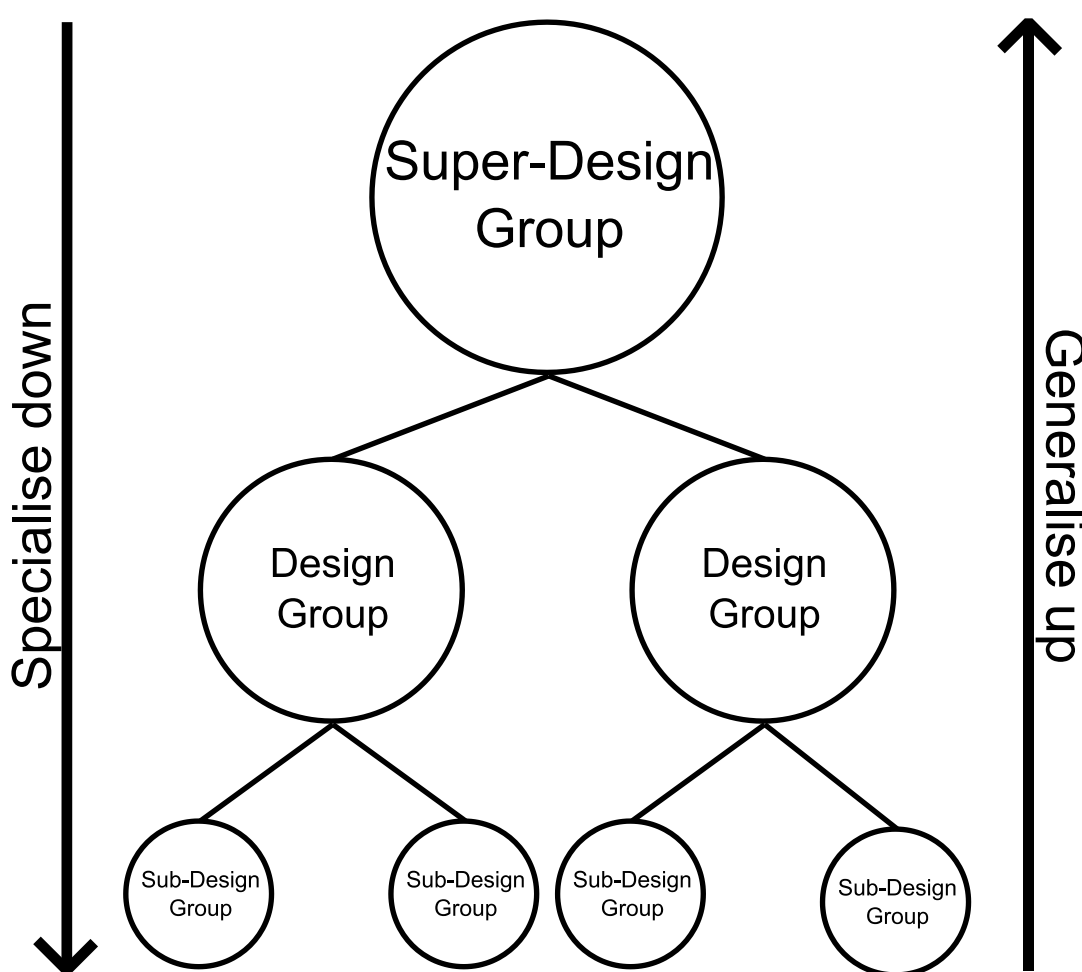 Super-Design
Group
Specialise down
Generalise up
Design
Group
Design
Group
Sub-Design
Group
Sub-Design
Group
Sub-Design
Group
Sub-Design
Group